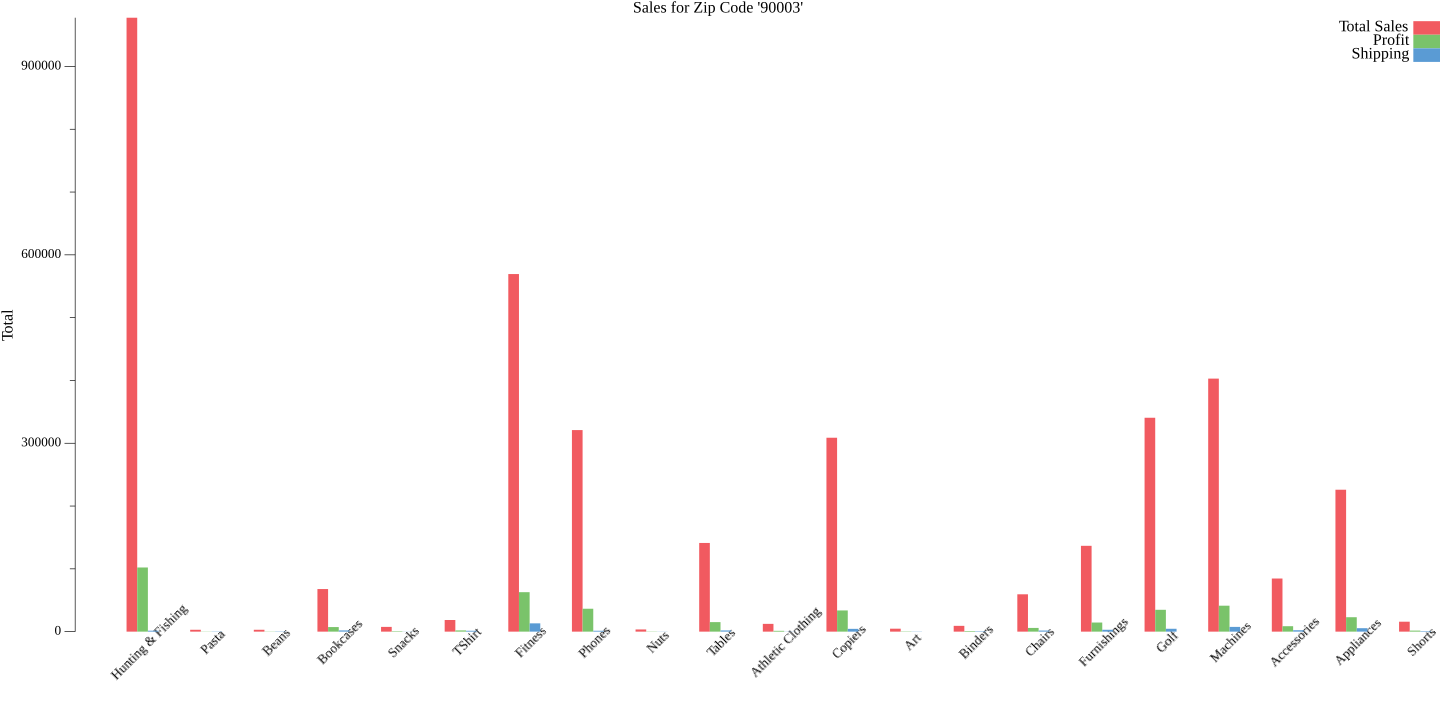 Sales for Zip Code '90003'
Total Sales
Profit
Shipping
900000
600000
300000
0
Total
Hunting & Fishing
Pasta
Beans
Bookcases
Snacks
TShirt
Fitness
Phones
Nuts
Tables
Athletic Clothing
Copiers
Art
Binders
Chairs
Furnishings
Golf
Machines
Accessories
Appliances
Shorts